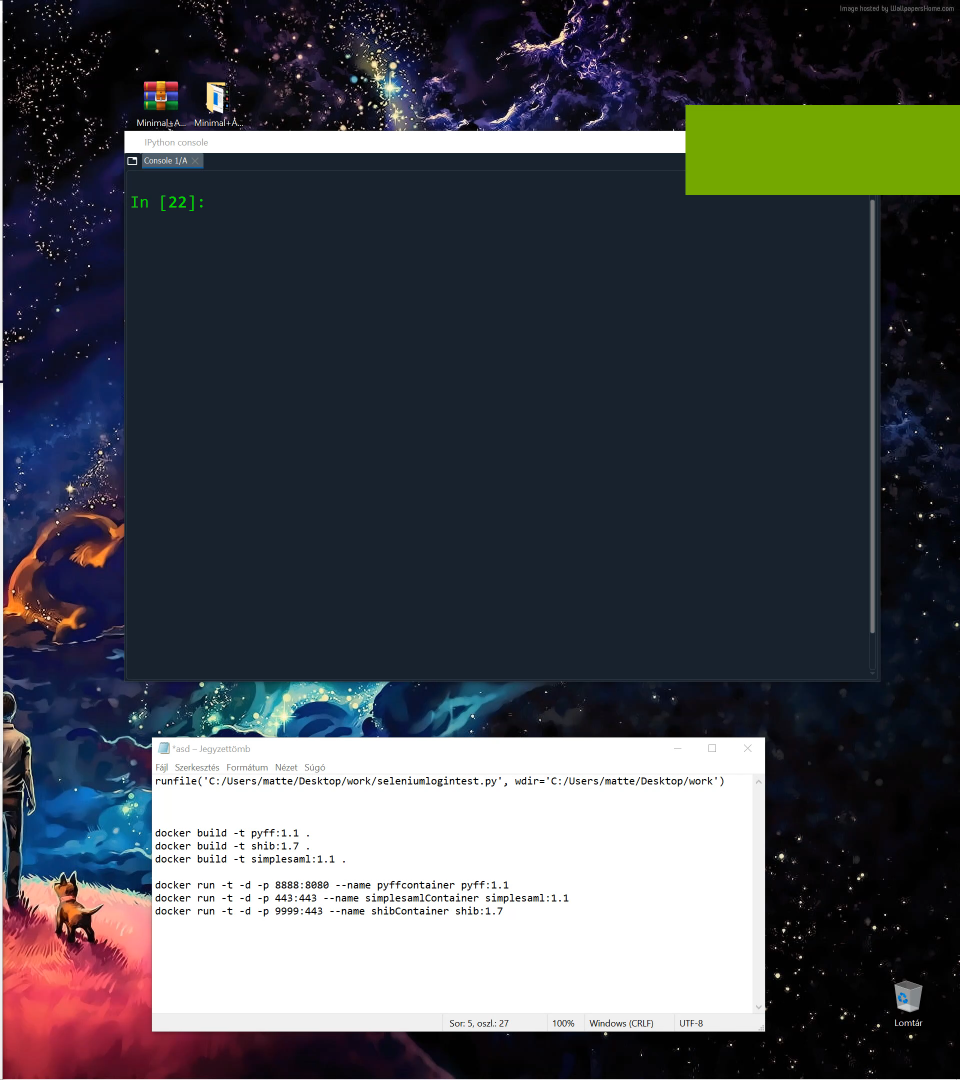 Image hosted by WallpapersHome.com
Minimal+A... Minimal+A...
IPython console
Console 1/A
In [22]:
*asd – Jegyzettömb
Fájl Szerkesztés Formátum Nézet Súgó
runfile('C:/Users/matte/Desktop/work/seleniumlogintest.py', wdir='C:/Users/matte/Desktop/work')
docker build -t pyff:1.1 .
docker build -t shib:1.7 .
docker build -t simplesaml:1.1 .
docker run -t -d -p 8888:8080 --name pyffcontainer pyff:1.1
docker run -t -d -p 443:443 --name simplesamlContainer simplesaml:1.1
docker run -t -d -p 9999:443 --name shibContainer shib:1.7
Sor: 5, oszl.: 27 100% Windows (CRLF) UTF-8
Lomtár